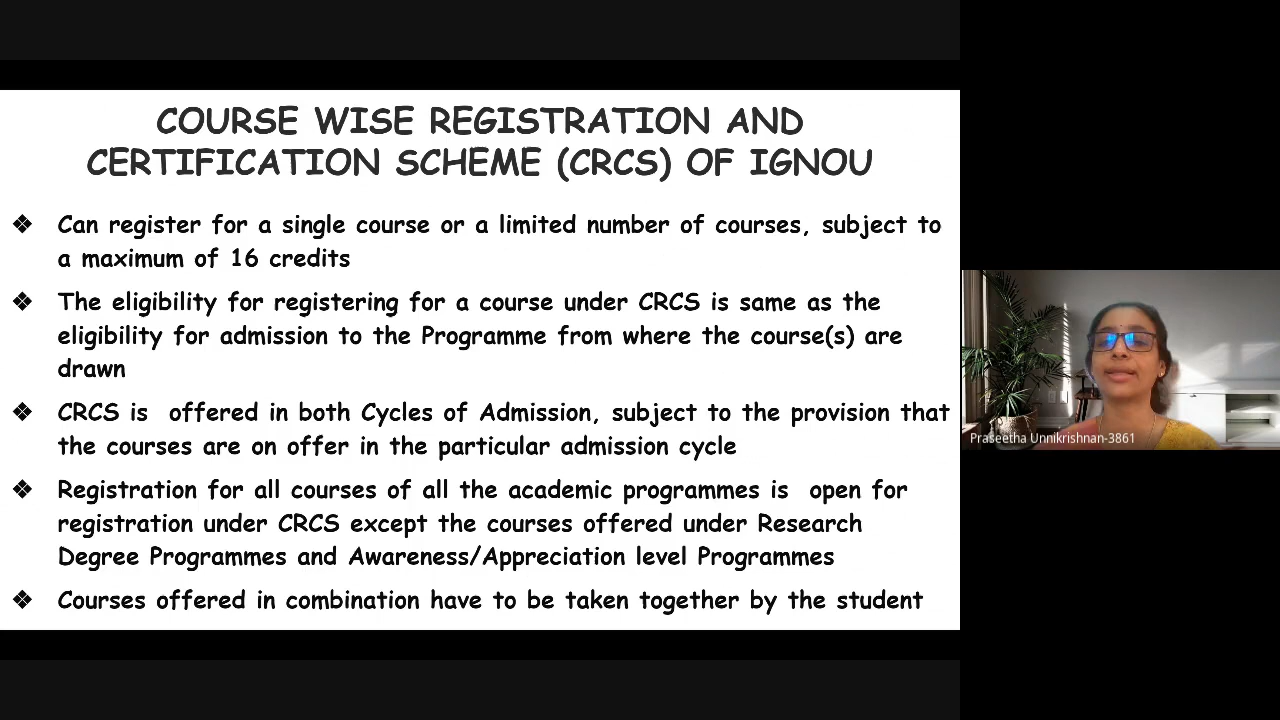 COURSE WISE REGISTRATION AND
CERTIFICATION SCHEME (CRCS) OF IGNOU
❖ Can register for a single course or a limited number of courses, subject to
a maximum of 16 credits
❖ The eligibility for registering for a course under CRCS is same as the
eligibility for admission to the Programme from where the course(s) are
drawn
❖ CRCS is offered in both Cycles of Admission, subject to the provision that
the courses are on offer in the particular admission cycle
❖ Registration for all courses of all the academic programmes is open for
registration under CRCS except the courses offered under Research
Degree Programmes and Awareness/Appreciation level Programmes
❖ Courses offered in combination have to be taken together by the student
Praseetha Unnikrishnan-3861